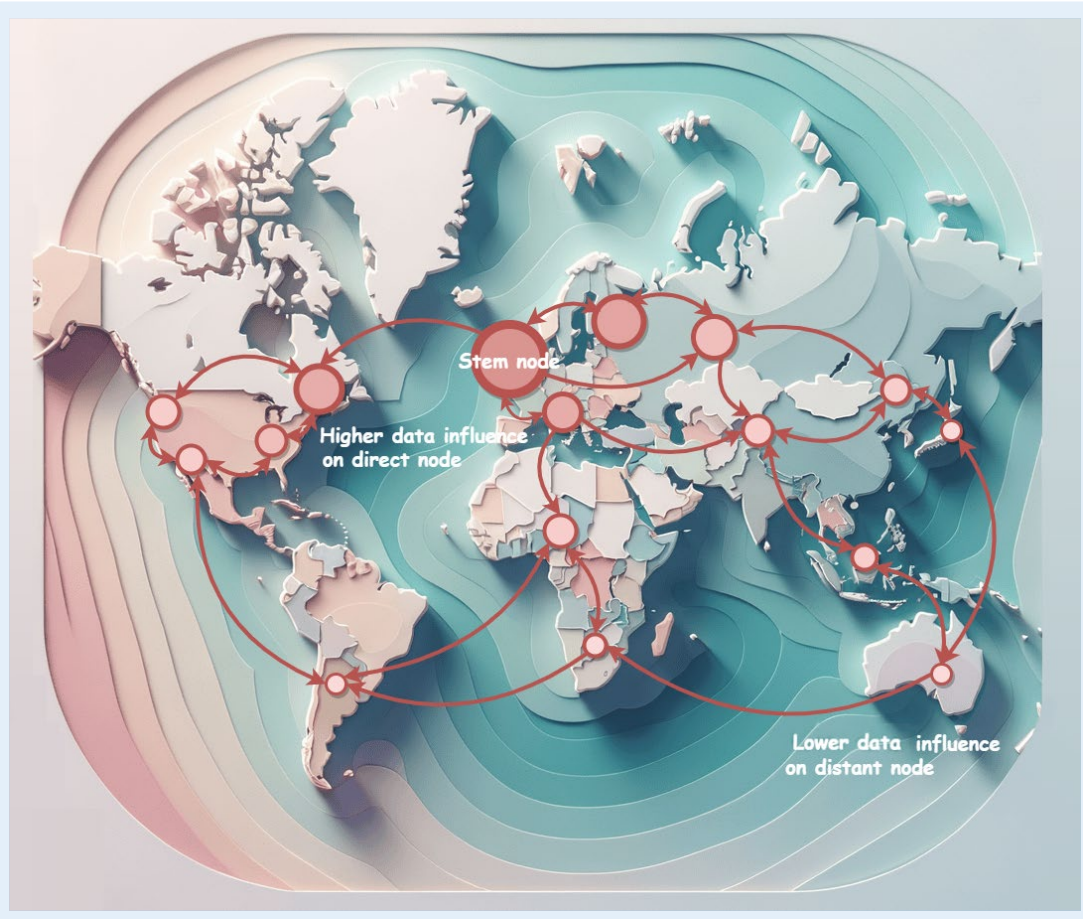 Stem node
Higher data influence
on direct node
Lower data influence
on distant node